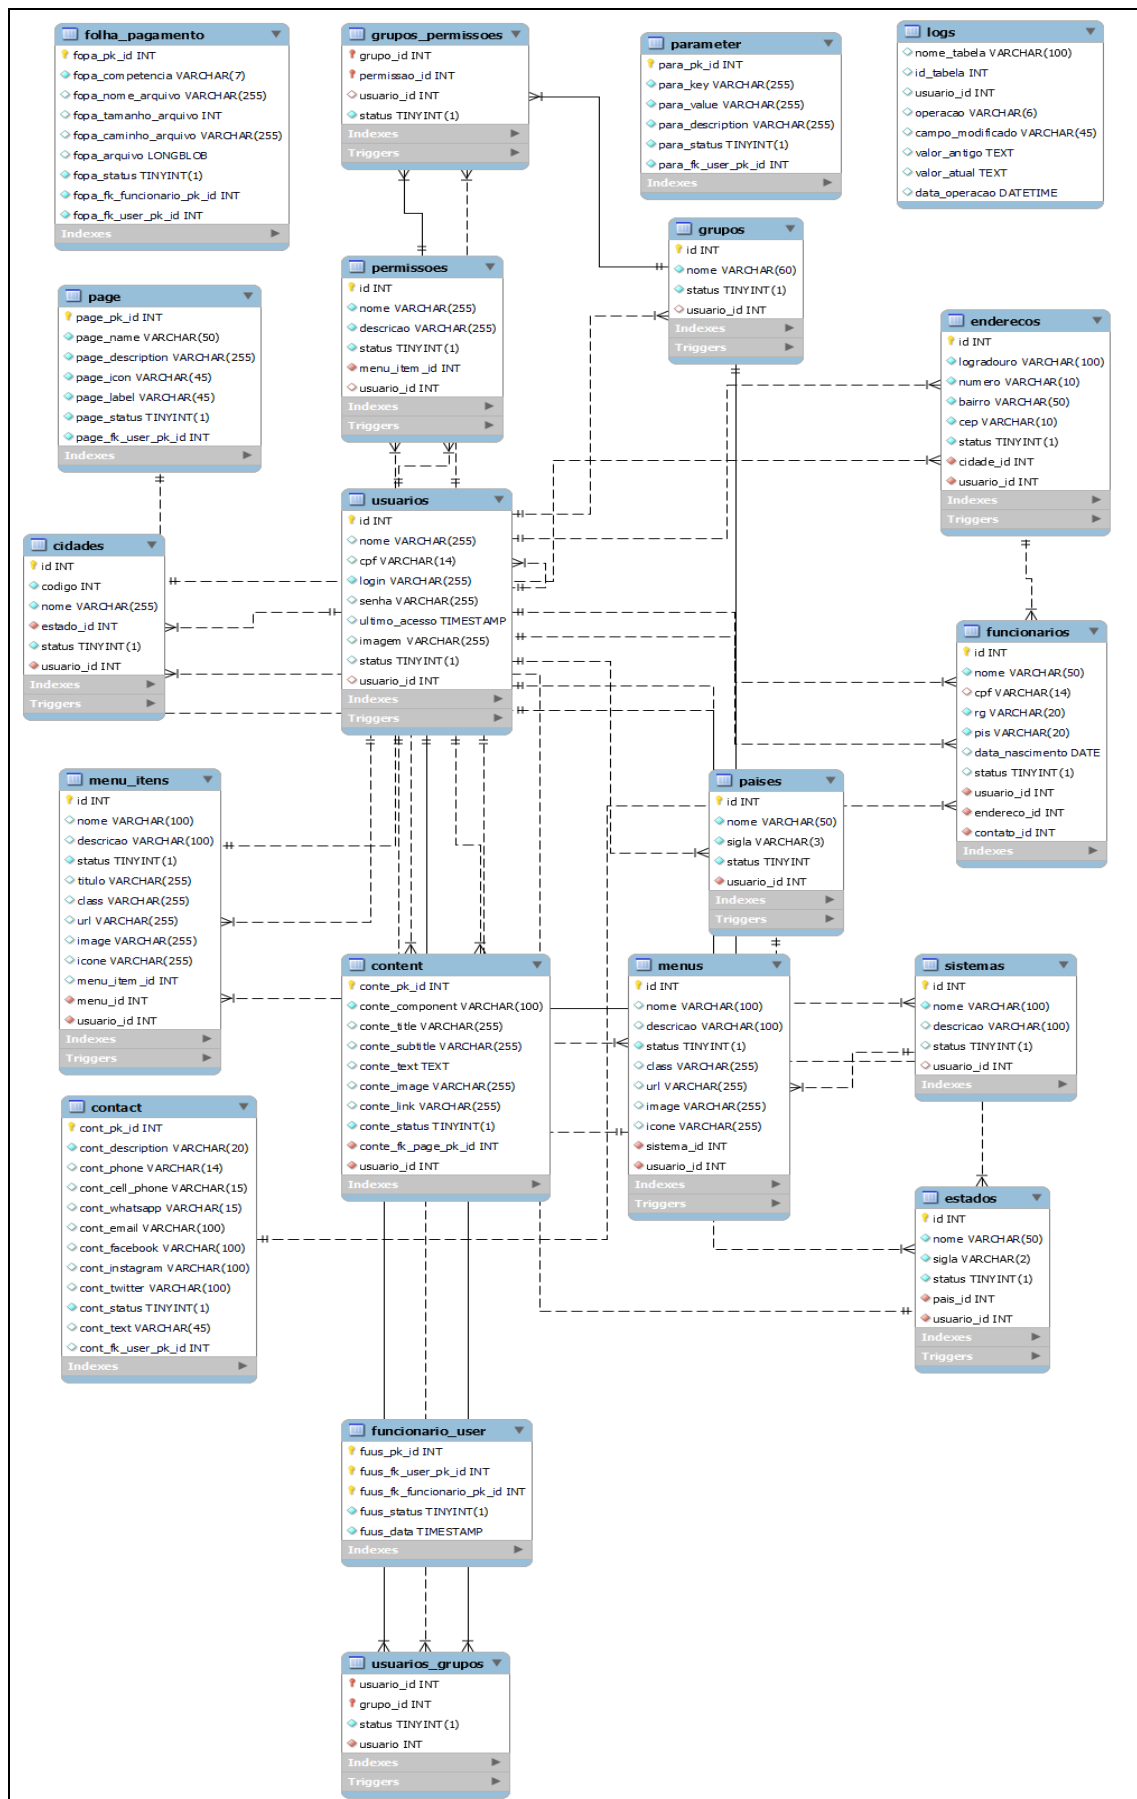 folha_pagamento
fopa_pk_id INT
fopa_competencia VARCHAR(7)
fopa_nome_arquivo VARCHAR(255)
fopa_tamanho_arquivo INT
fopa_caminho_arquivo VARCHAR(255)
fopa_arquivo LONGBLOB
fopa_status TINYINT(1)
fopa_fk_funcionario_pk_id INT
fopa_fk_user_pk_id INT
Indexes
grupos_permissoes
grupo_id INT
permissao_id INT
usuario_id INT
status TINYINT(1)
Indexes
Triggers
parameter
para_pk_id INT
para_key VARCHAR(255)
para_value VARCHAR(255)
para_description VARCHAR(255)
para_status TINYINT(1)
para_fk_user_pk_id INT
Indexes
logs
nome_tabela VARCHAR(100)
id_tabela INT
usuario_id INT
operacao VARCHAR(6)
campo_modificado VARCHAR(45)
valor_antigo TEXT
valor_atual TEXT
data_operacao DATETIME
grupos
id INT
nome VARCHAR(60)
status TINYINT(1)
usuario_id INT
Indexes
Triggers
permissoes
id INT
nome VARCHAR(255)
descricao VARCHAR(255)
status TINYINT(1)
menu_item_id INT
usuario_id INT
Indexes
Triggers
page
page_pk_id INT
page_name VARCHAR(50)
page_description VARCHAR(255)
page_icon VARCHAR(45)
page_label VARCHAR(45)
page_status TINYINT(1)
page_fk_user_pk_id INT
Indexes
enderecos
id INT
logradouro VARCHAR(100)
numero VARCHAR(10)
bairro VARCHAR(50)
cep VARCHAR(10)
status TINYINT(1)
cidade_id INT
usuario_id INT
Indexes
Triggers
usuarios
id INT
nome VARCHAR(255)
cpf VARCHAR(14)
login VARCHAR(255)
senha VARCHAR(255)
ultimo_acesso TIMESTAMP
imagem VARCHAR(255)
status TINYINT(1)
usuario_id INT
Indexes
Triggers
cidades
id INT
codigo INT
nome VARCHAR(255)
estado_id INT
status TINYINT(1)
usuario_id INT
Indexes
Triggers
funcionarios
id INT
nome VARCHAR(50)
cpf VARCHAR(14)
rg VARCHAR(20)
pis VARCHAR(20)
data_nascimento DATE
status TINYINT(1)
usuario_id INT
endereco_id INT
contato_id INT
Indexes
menu_itens
id INT
nome VARCHAR(100)
descricao VARCHAR(100)
status TINYINT(1)
titulo VARCHAR(255)
class VARCHAR(255)
url VARCHAR(255)
image VARCHAR(255)
icone VARCHAR(255)
menu_item_id INT
menu_id INT
usuario_id INT
Indexes
Triggers
paises
id INT
nome VARCHAR(50)
sigla VARCHAR(3)
status TINYINT
usuario_id INT
Indexes
Triggers
content
conte_pk_id INT
conte_component VARCHAR(100)
conte_title VARCHAR(255)
conte_subtitle VARCHAR(255)
conte_text TEXT
conte_image VARCHAR(255)
conte_link VARCHAR(255)
conte_status TINYINT(1)
conte_fk_page_pk_id INT
usuario_id INT
Indexes
menus
id INT
nome VARCHAR(100)
descricao VARCHAR(100)
status TINYINT(1)
class VARCHAR(255)
url VARCHAR(255)
image VARCHAR(255)
icone VARCHAR(255)
sistema_id INT
usuario_id INT
Indexes
Triggers
sistemas
id INT
nome VARCHAR(100)
descricao VARCHAR(100)
status TINYINT(1)
usuario_id INT
Indexes
contact
cont_pk_id INT
cont_description VARCHAR(20)
cont_phone VARCHAR(14)
cont_cell_phone VARCHAR(15)
cont_whatsapp VARCHAR(15)
cont_email VARCHAR(100)
cont_facebook VARCHAR(100)
cont_instagram VARCHAR(100)
cont_twitter VARCHAR(100)
cont_status TINYINT(1)
cont_text VARCHAR(45)
cont_fk_user_pk_id INT
Indexes
estados
id INT
nome VARCHAR(50)
sigla VARCHAR(2)
status TINYINT(1)
pais_id INT
usuario_id INT
Indexes
Triggers
funcionario_user
fuus_pk_id INT
fuus_fk_user_pk_id INT
fuus_fk_funcionario_pk_id INT
fuus_status TINYINT(1)
fuus_data TIMESTAMP
Indexes
usuarios_grupos
usuario_id INT
grupo_id INT
status TINYINT(1)
usuario INT
Indexes
Triggers